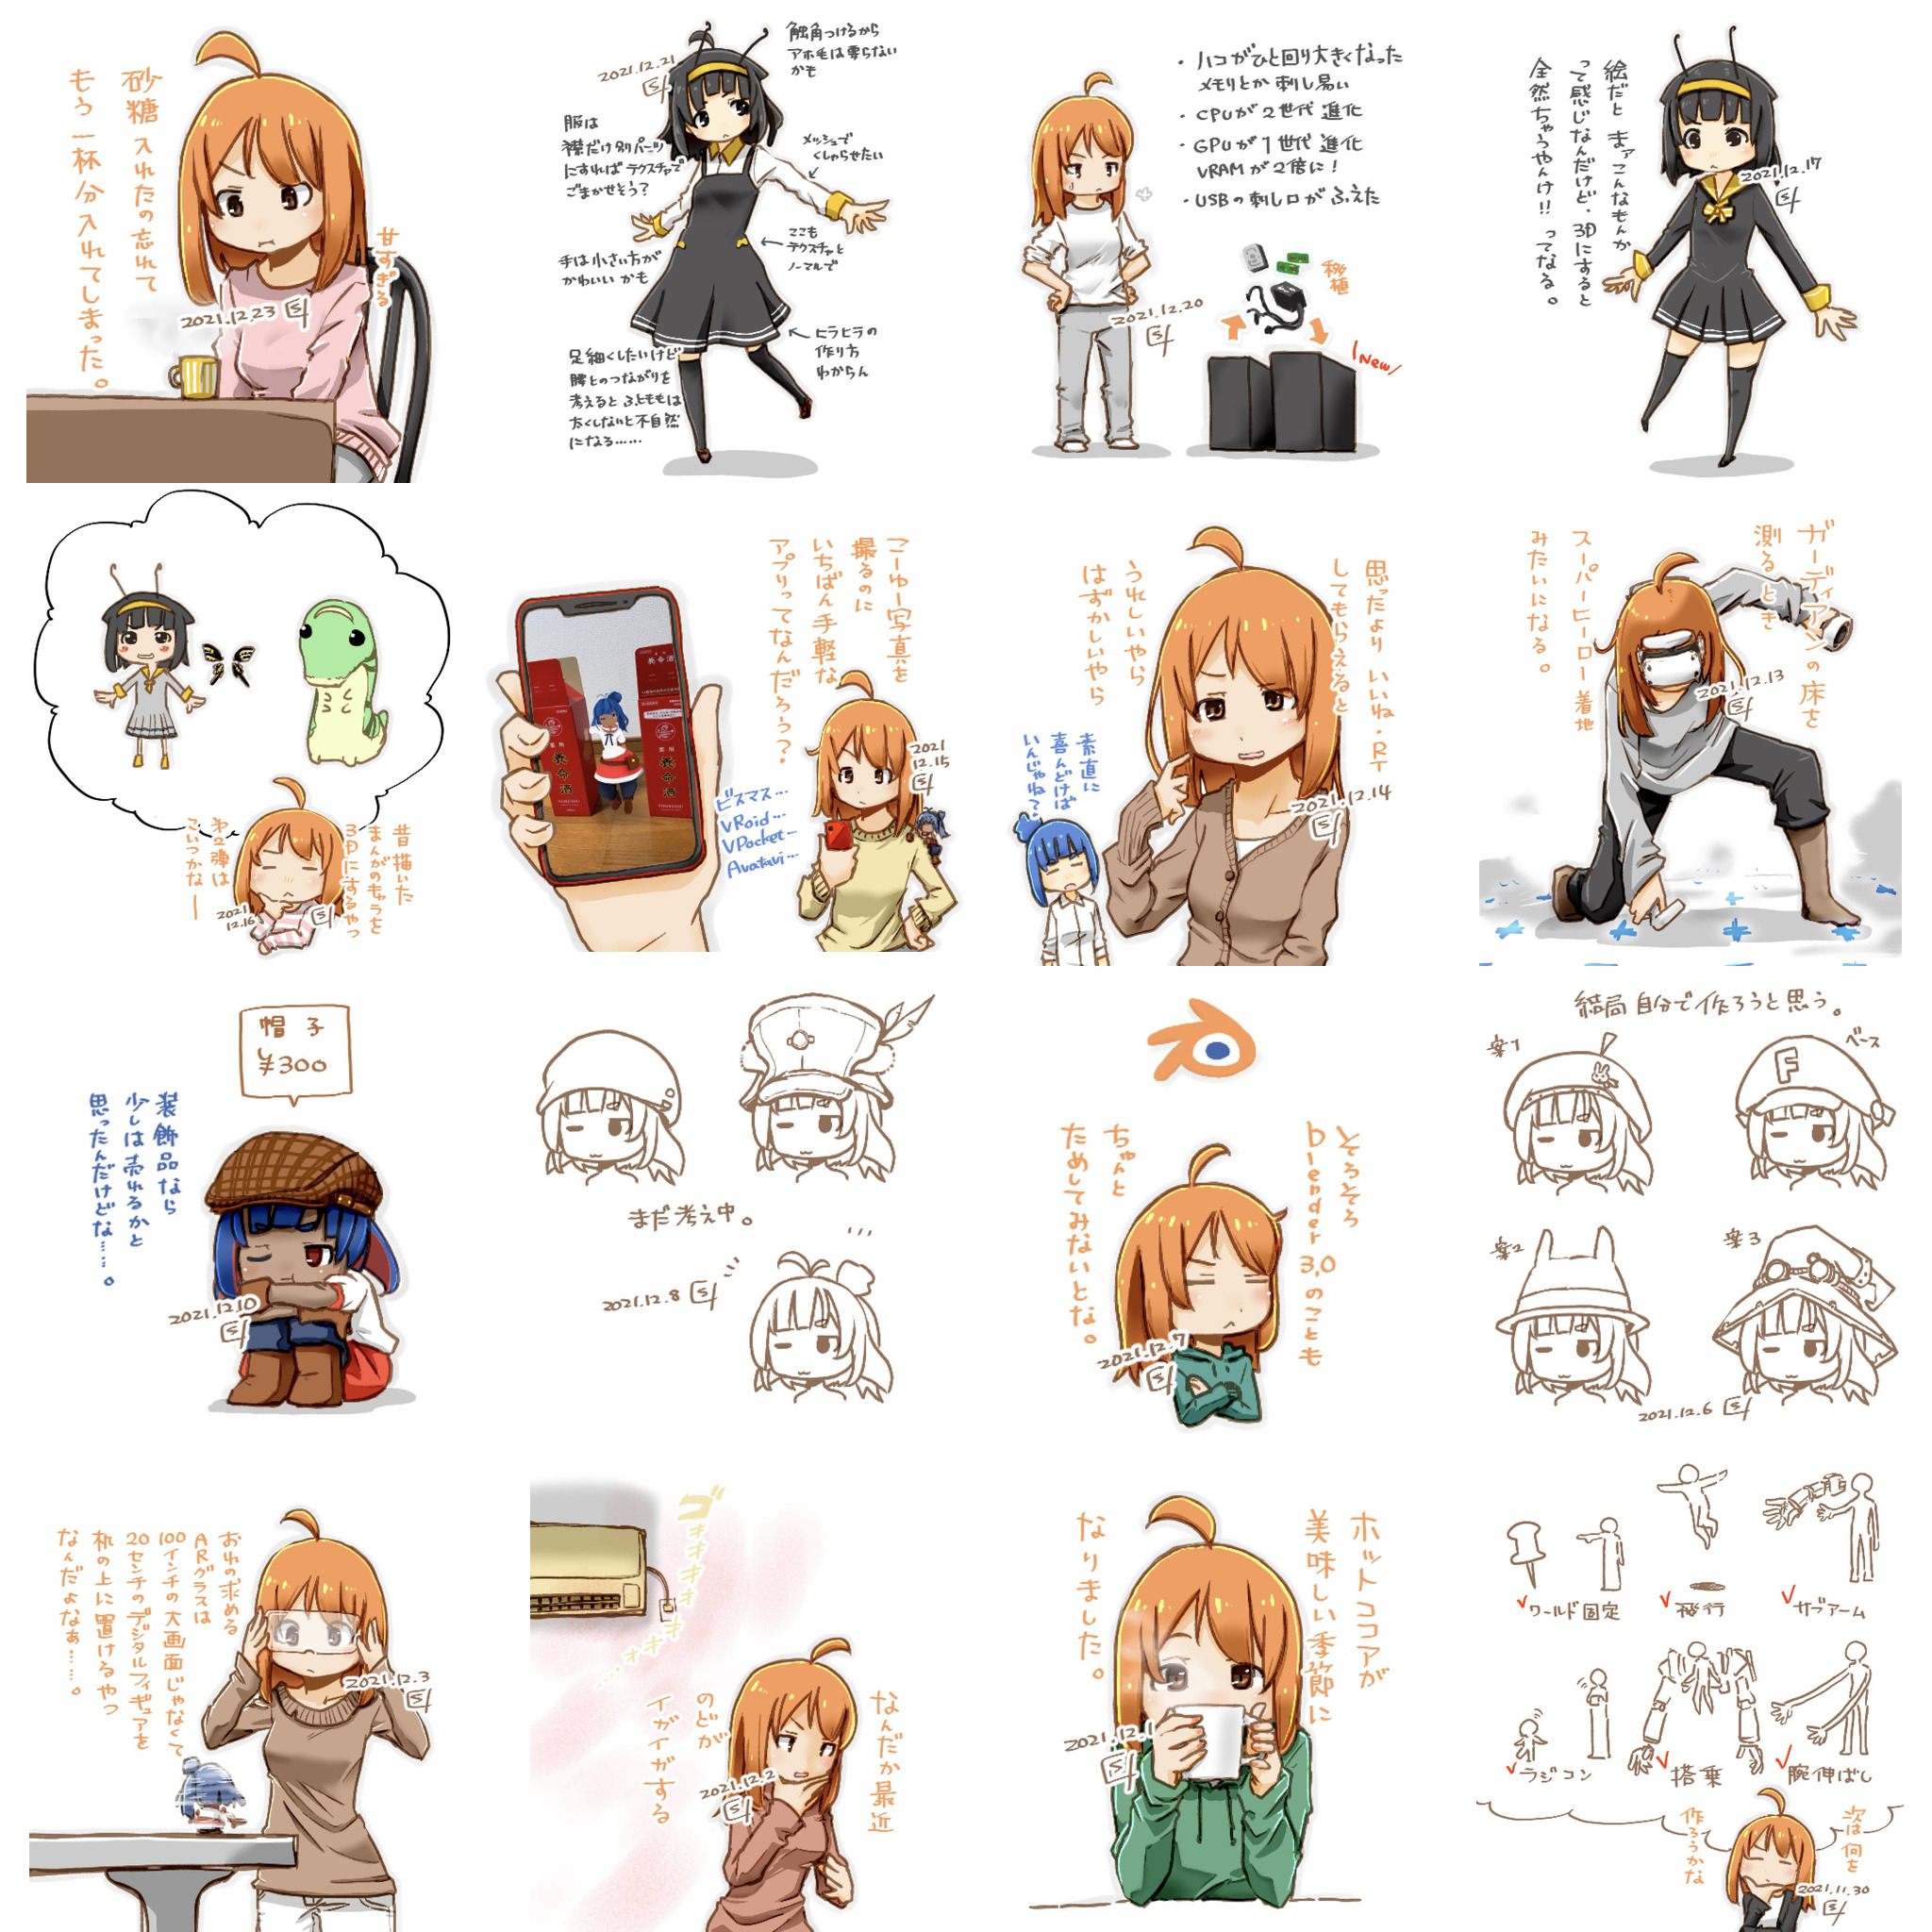 砂糖入れたの忘れて
もう一杯分入れてしまった。
甘すぎる
2021.12.23
触角つけるから
アホ毛は要らない
かも
2021.12.21
服は
襟だけ別パーツ
にすればテクスチャで
ごまかせそう?
メッシュで
くしゃらせたい
手は小さい方が
かわいいかも
ここも
テクスチャと
ノーマルで
ヒラヒラの
作り方
わからん
足細くしたいけど
腰とのつながりを
考えるとふとももは
太くしないと不自然
になる……
・ハコがひと回り大きくなった
メモリとか刺し易い
・CPUが2世代進化
・GPUが1世代進化
VRAMが2倍に!
・USBの刺し口がふえた
移植
New
2021.12.20
絵だとまァこんなもんか
って感じなんだけど、3Dにすると
全然ちゃうやんけ!!ってなる。
2021.12.17
昔描いた
まんがのもゅうを
3Dにするやつ
第2弾は
こいつかなー
2021
12.16
こーゆー写真を
撮るのに
いちばん手軽な
アプリってなんだろう?
養命酒
養命酒
ビスマス…
VRoid…
VPocket…
Avatavi…
2021
12.15
思ったより いいね・RT
してもらえると
うれしいやら
はずかしいやら
素直に
喜んどけば
いんじゃね?
2021.12.14
ガーディアンの床を
測るとき
スーパーヒーロー着地
みたいになる。
2021.12.13
帽子
¥300
装飾品なら
少しは売れるかと
思ったんだけどな……。
2021.12.10
まだ考え中。
2021.12.8
そろそろ
blender 3.0のことも
ちゃんと
ためしてみないとな。
2021.12.7
結局自分で作ろうと思う。
案1
ベース
F
案2
案3
2021.12.6
おれの求める
ARグラスは
100インチの大画面じゃなくて
20センチのデジタルフィギュアを
机の上に置けるやつ
なんだよなぁ……。
2021.12.3
ゴォォォォォォォ…
なんだか最近
のどが
イガイガする
2021.12.2
ホットココアが
美味しい季節に
なりました。
2021.12.1
ワールド固定
飛行
サブアーム
ラジコン
搭乗
腕伸ばし
次は何を
作ろうかな
2021.11.30